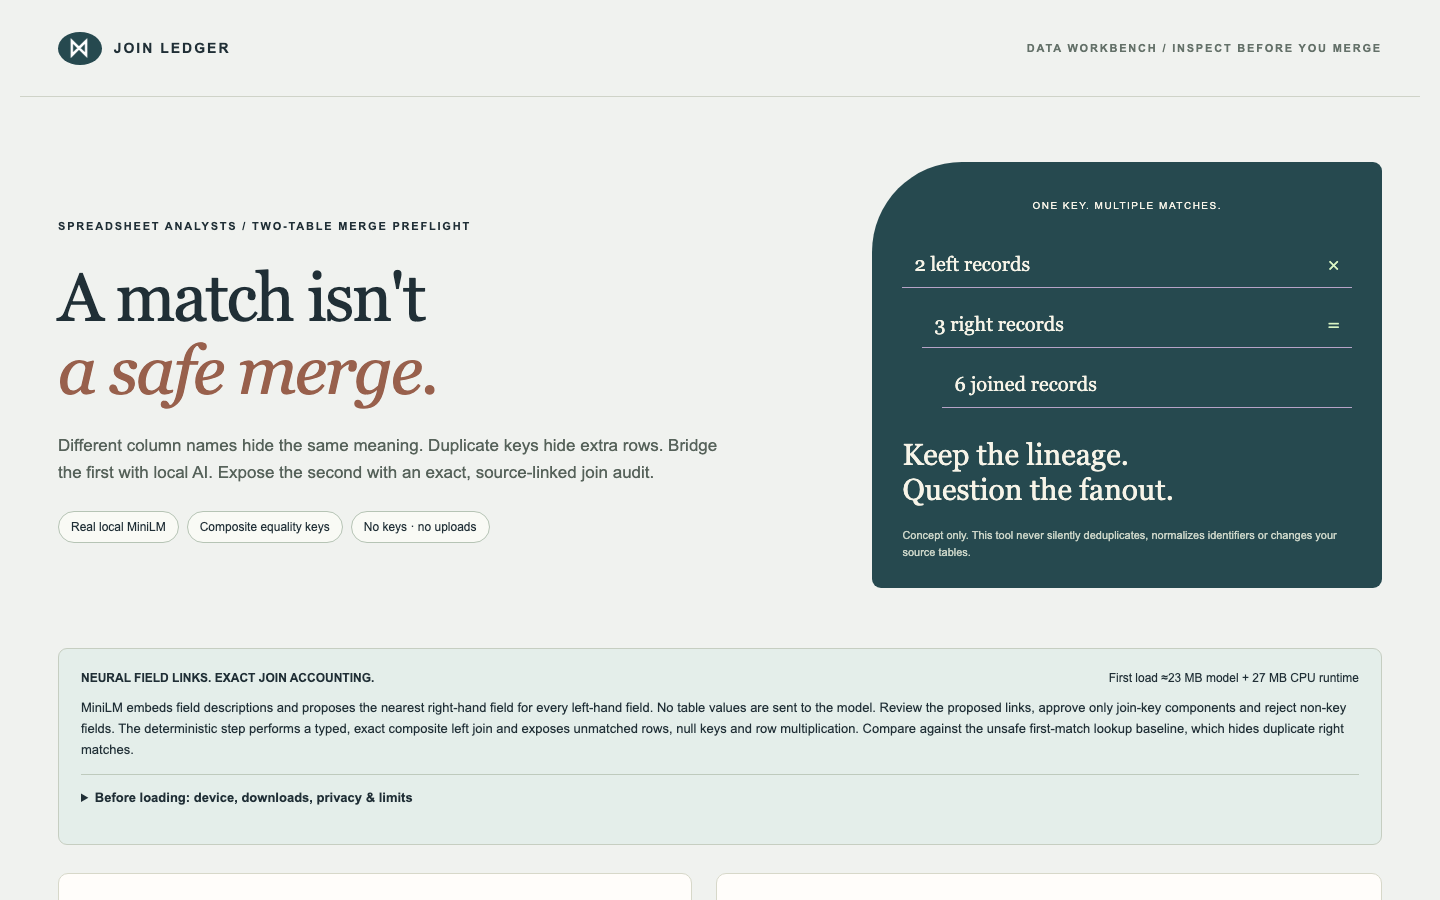 JOIN LEDGER
DATA WORKBENCH / INSPECT BEFORE YOU MERGE
SPREADSHEET ANALYSTS / TWO-TABLE MERGE PREFLIGHT
A match isn't
a safe merge.
Different column names hide the same meaning. Duplicate keys hide extra rows. Bridge
the first with local AI. Expose the second with an exact, source-linked join audit.
Real local MiniLM
Composite equality keys
No keys · no uploads
ONE KEY. MULTIPLE MATCHES.
2 left records ×
3 right records =
6 joined records
Keep the lineage.
Question the fanout.
Concept only. This tool never silently deduplicates, normalizes identifiers or changes your
source tables.
NEURAL FIELD LINKS. EXACT JOIN ACCOUNTING.
First load ≈23 MB model + 27 MB CPU runtime
MiniLM embeds field descriptions and proposes the nearest right-hand field for every left-hand field. No table values are sent to the model. Review the proposed links, approve only join-key components and reject non-key
fields. The deterministic step performs a typed, exact composite left join and exposes unmatched rows, null keys and row multiplication. Compare against the unsafe first-match lookup baseline, which hides duplicate right
matches.
Before loading: device, downloads, privacy & limits